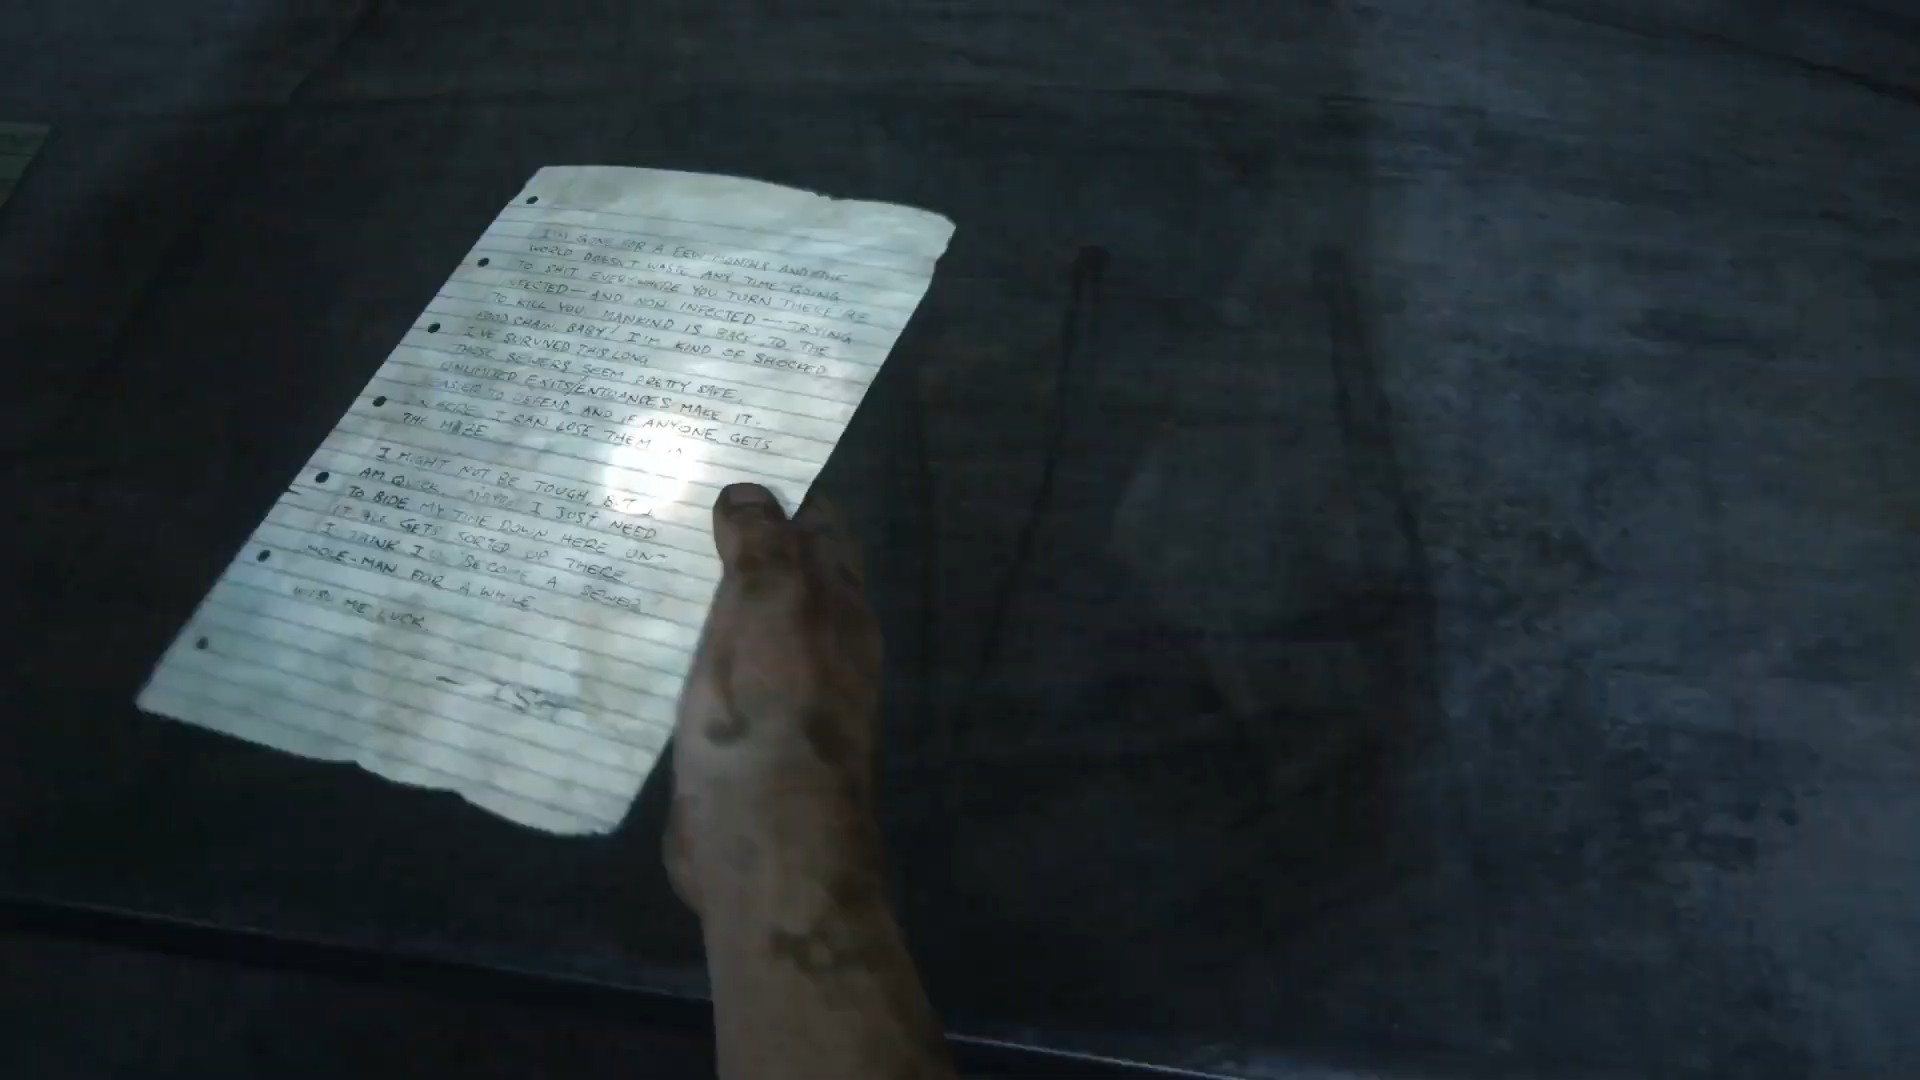 I'M GONE FOR A FEW MONTHS AND THE
WORLD DOESN'T WASTE ANY TIME GOING
TO SHIT. EVERYWHERE YOU TURN THERE'RE
INFECTED — AND NON INFECTED — TRYING
TO KILL YOU. MANKIND IS BACK TO THE
FOOD CHAIN, BABY! I'M KIND OF SHOCKED
I'VE SURVIVED THIS LONG
THESE SEWERS SEEM PRETTY SAFE.
UNLIMITED EXITS/ENTRANCES MAKE IT
EASIER TO DEFEND AND IF ANYONE GETS
IN HERE, I CAN LOSE THEM IN
THE MAZE
I MIGHT NOT BE TOUGH, BUT I
AM QUICK. MAYBE I JUST NEED
TO BIDE MY TIME DOWN HERE UN-
IT ALL GETS SORTED UP THERE.
I THINK I'LL BECOME A SEWER
MOLE-MAN FOR A WHILE
WISH ME LUCK.
— ISH